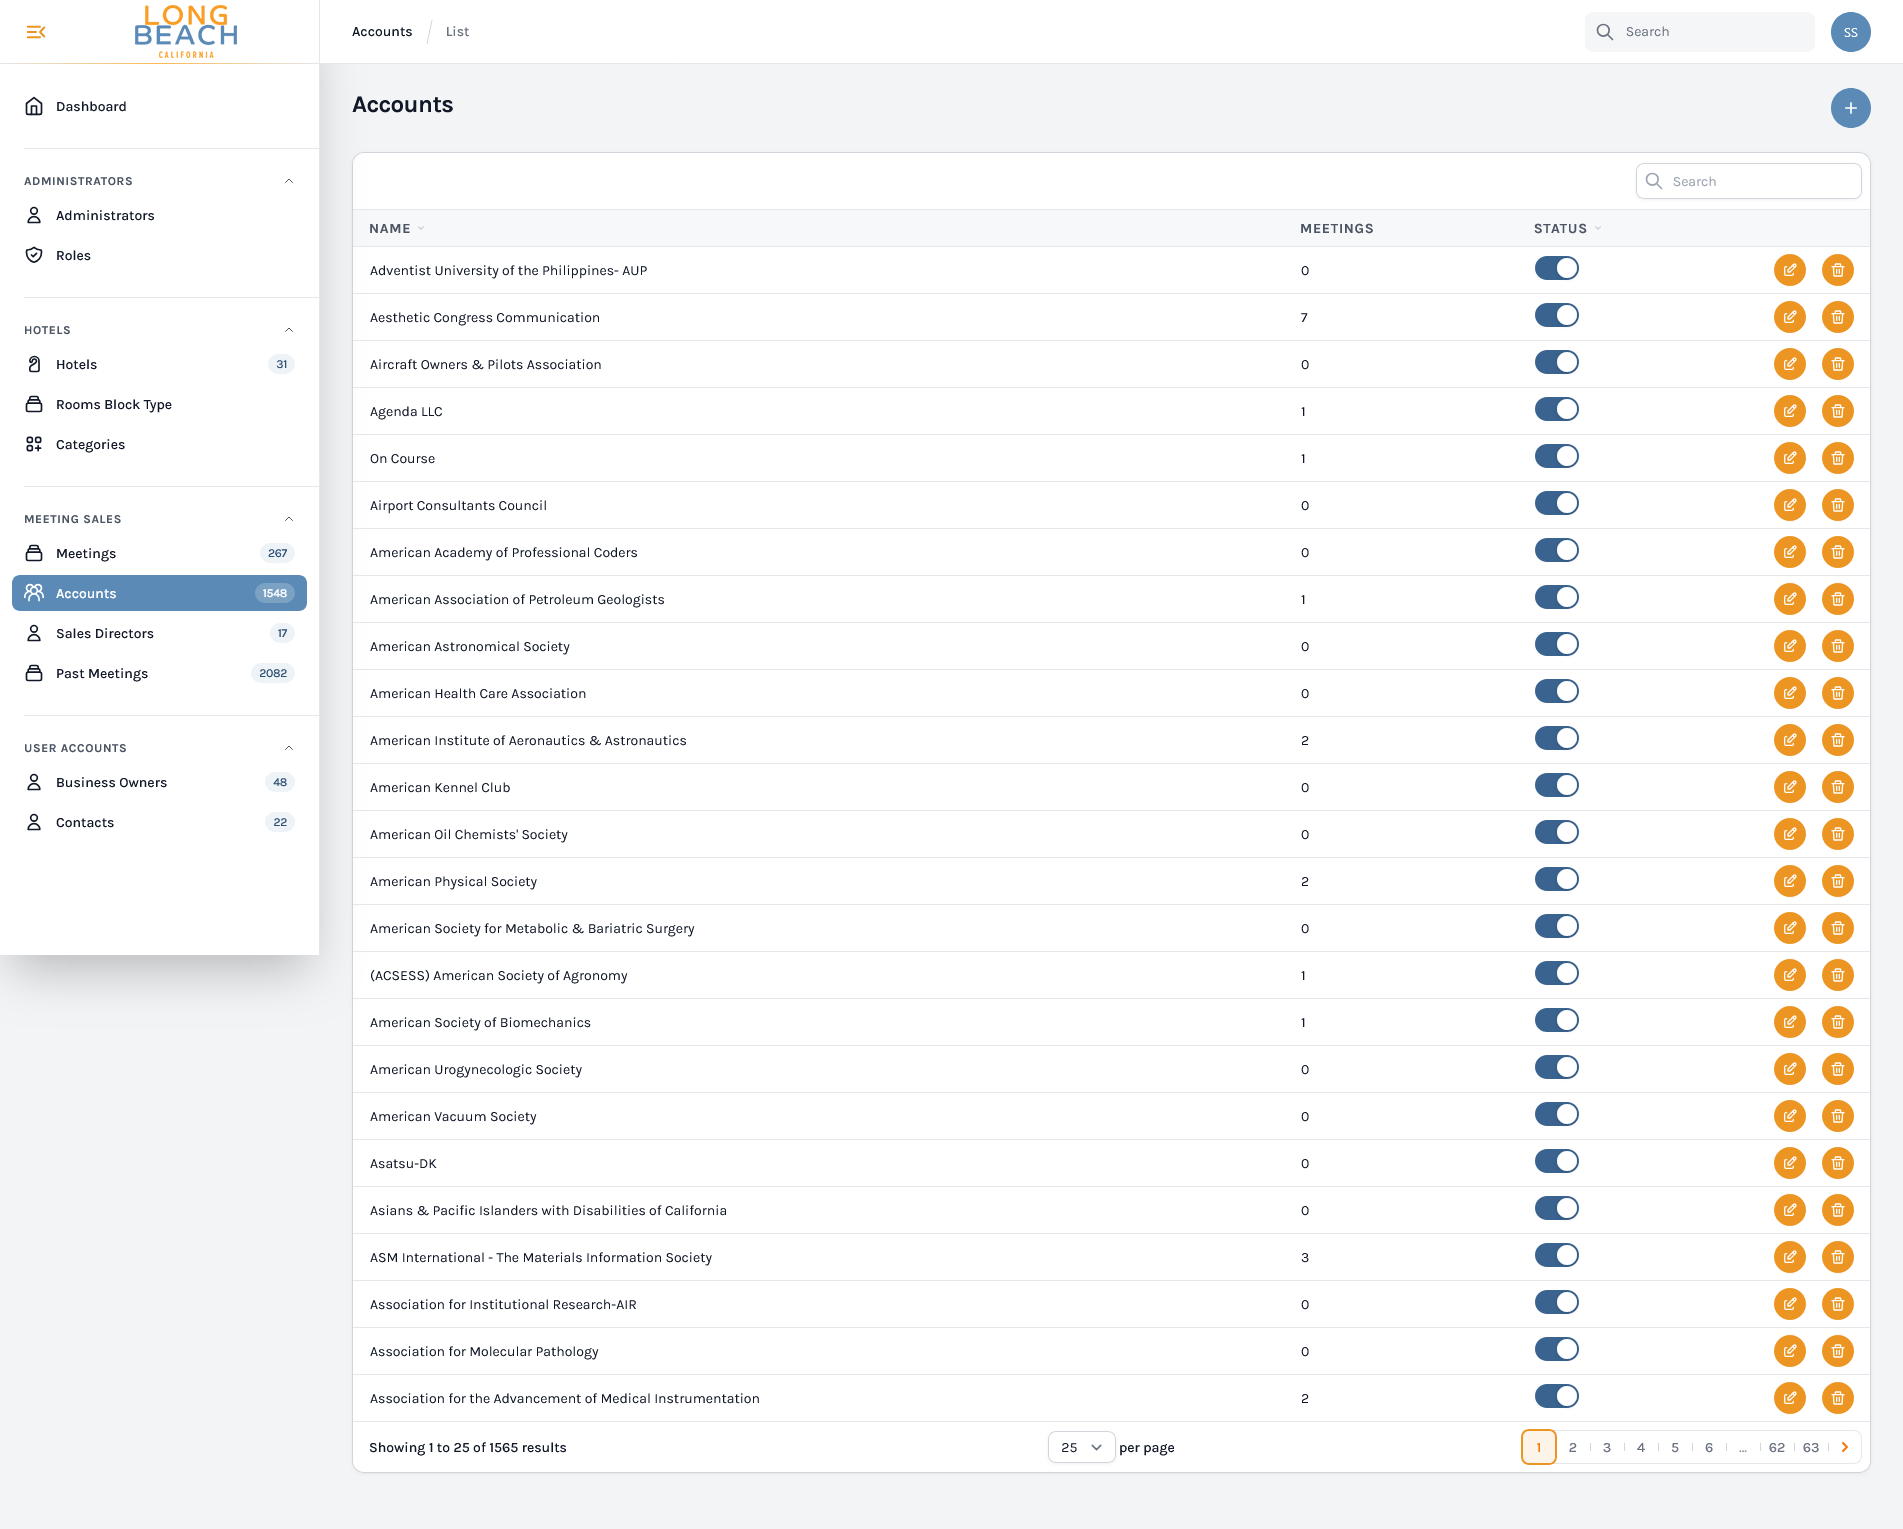 LONG
BEACH
CALIFORNIA
Accounts
List
Search
SS
Dashboard
ADMINISTRATORS
Administrators
Roles
HOTELS
Hotels 31
Rooms Block Type
Categories
MEETING SALES
Meetings 267
Accounts 1548
Sales Directors 17
Past Meetings 2082
USER ACCOUNTS
Business Owners 48
Contacts 22
Accounts
Search
NAME MEETINGS STATUS
Adventist University of the Philippines- AUP 0
Aesthetic Congress Communication 7
Aircraft Owners & Pilots Association 0
Agenda LLC 1
On Course 1
Airport Consultants Council 0
American Academy of Professional Coders 0
American Association of Petroleum Geologists 1
American Astronomical Society 0
American Health Care Association 0
American Institute of Aeronautics & Astronautics 2
American Kennel Club 0
American Oil Chemists' Society 0
American Physical Society 2
American Society for Metabolic & Bariatric Surgery 0
(ACSESS) American Society of Agronomy 1
American Society of Biomechanics 1
American Urogynecologic Society 0
American Vacuum Society 0
Asatsu-DK 0
Asians & Pacific Islanders with Disabilities of California 0
ASM International - The Materials Information Society 3
Association for Institutional Research-AIR 0
Association for Molecular Pathology 0
Association for the Advancement of Medical Instrumentation 2
Showing 1 to 25 of 1565 results 25 per page 1 2 3 4 5 6 ... 62 63